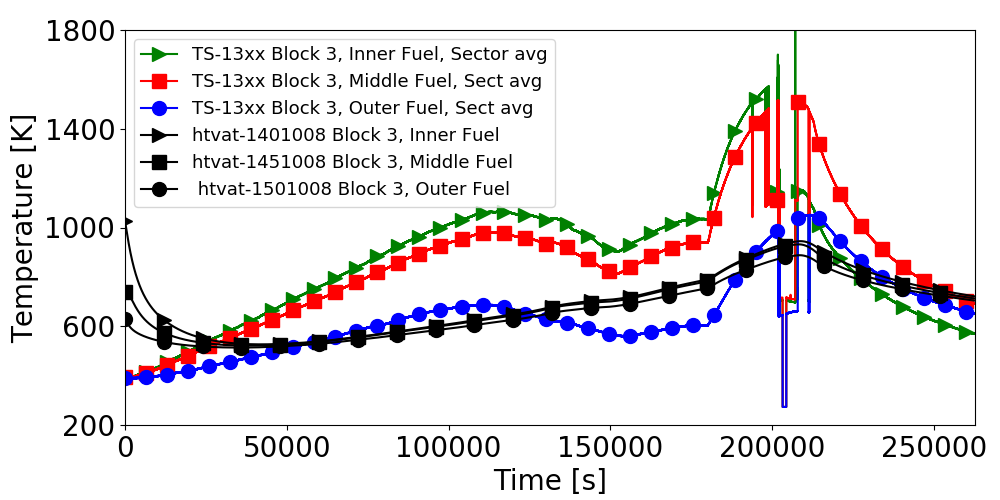 1800
1400
1000
600
200
Temperature [K]
TS-13xx Block 3, Inner Fuel, Sector avg
TS-13xx Block 3, Middle Fuel, Sect avg
TS-13xx Block 3, Outer Fuel, Sect avg
htvat-1401008 Block 3, Inner Fuel
htvat-1451008 Block 3, Middle Fuel
htvat-1501008 Block 3, Outer Fuel
0 50000 100000 150000 200000 250000
Time [s]